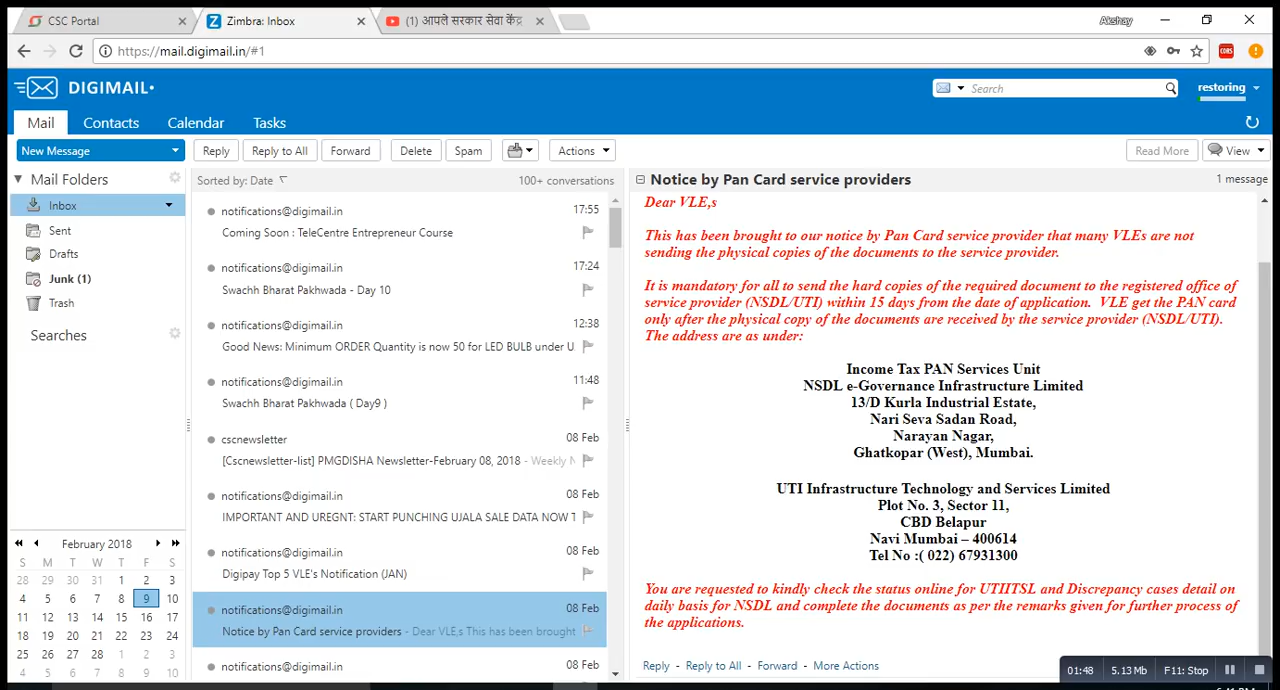 CSC Portal
Zimbra: Inbox
(1) आपले सरकार सेवा केंद्र
Akshay
https://mail.digimail.in/#1
CORS
DIGIMAIL
Search
restoring
Mail
Contacts
Calendar
Tasks
New Message
Reply
Reply to All
Forward
Delete
Spam
Actions
Read More
View
Mail Folders
Inbox
Sent
Drafts
Junk (1)
Trash
Searches
Sorted by: Date
100+ conversations
notifications@digimail.in 17:55
Coming Soon : TeleCentre Entrepreneur Course
notifications@digimail.in 17:24
Swachh Bharat Pakhwada - Day 10
notifications@digimail.in 12:38
Good News: Minimum ORDER Quantity is now 50 for LED BULB under U
notifications@digimail.in 11:48
Swachh Bharat Pakhwada ( Day9 )
cscnewsletter 08 Feb
[Cscnewsletter-list] PMGDISHA Newsletter-February 08, 2018 - Weekly N
notifications@digimail.in 08 Feb
IMPORTANT AND UREGNT: START PUNCHING UJALA SALE DATA NOW T
notifications@digimail.in 08 Feb
Digipay Top 5 VLE's Notification (JAN)
notifications@digimail.in 08 Feb
Notice by Pan Card service providers - Dear VLE,s This has been brought
notifications@digimail.in 08 Feb
Notice by Pan Card service providers
1 message
Dear VLE,s
This has been brought to our notice by Pan Card service provider that many VLEs are not
sending the physical copies of the documents to the service provider.
It is mandatory for all to send the hard copies of the required document to the registered office of
service provider (NSDL/UTI) within 15 days from the date of application. VLE get the PAN card
only after the physical copy of the documents are received by the service provider (NSDL/UTI).
The address are as under:
Income Tax PAN Services Unit
NSDL e-Governance Infrastructure Limited
13/D Kurla Industrial Estate,
Nari Seva Sadan Road,
Narayan Nagar,
Ghatkopar (West), Mumbai.
UTI Infrastructure Technology and Services Limited
Plot No. 3, Sector 11,
CBD Belapur
Navi Mumbai – 400614
Tel No :( 022) 67931300
You are requested to kindly check the status online for UTIITSL and Discrepancy cases detail on
daily basis for NSDL and complete the documents as per the remarks given for further process of
the applications.
Reply - Reply to All - Forward - More Actions
February 2018
S M T W T F S
28 29 30 31 1 2 3
4 5 6 7 8 9 10
11 12 13 14 15 16 17
18 19 20 21 22 23 24
25 26 27 28 1 2 3
4 5 6 7 8 9 10
01:48
5.13 Mb
F11: Stop